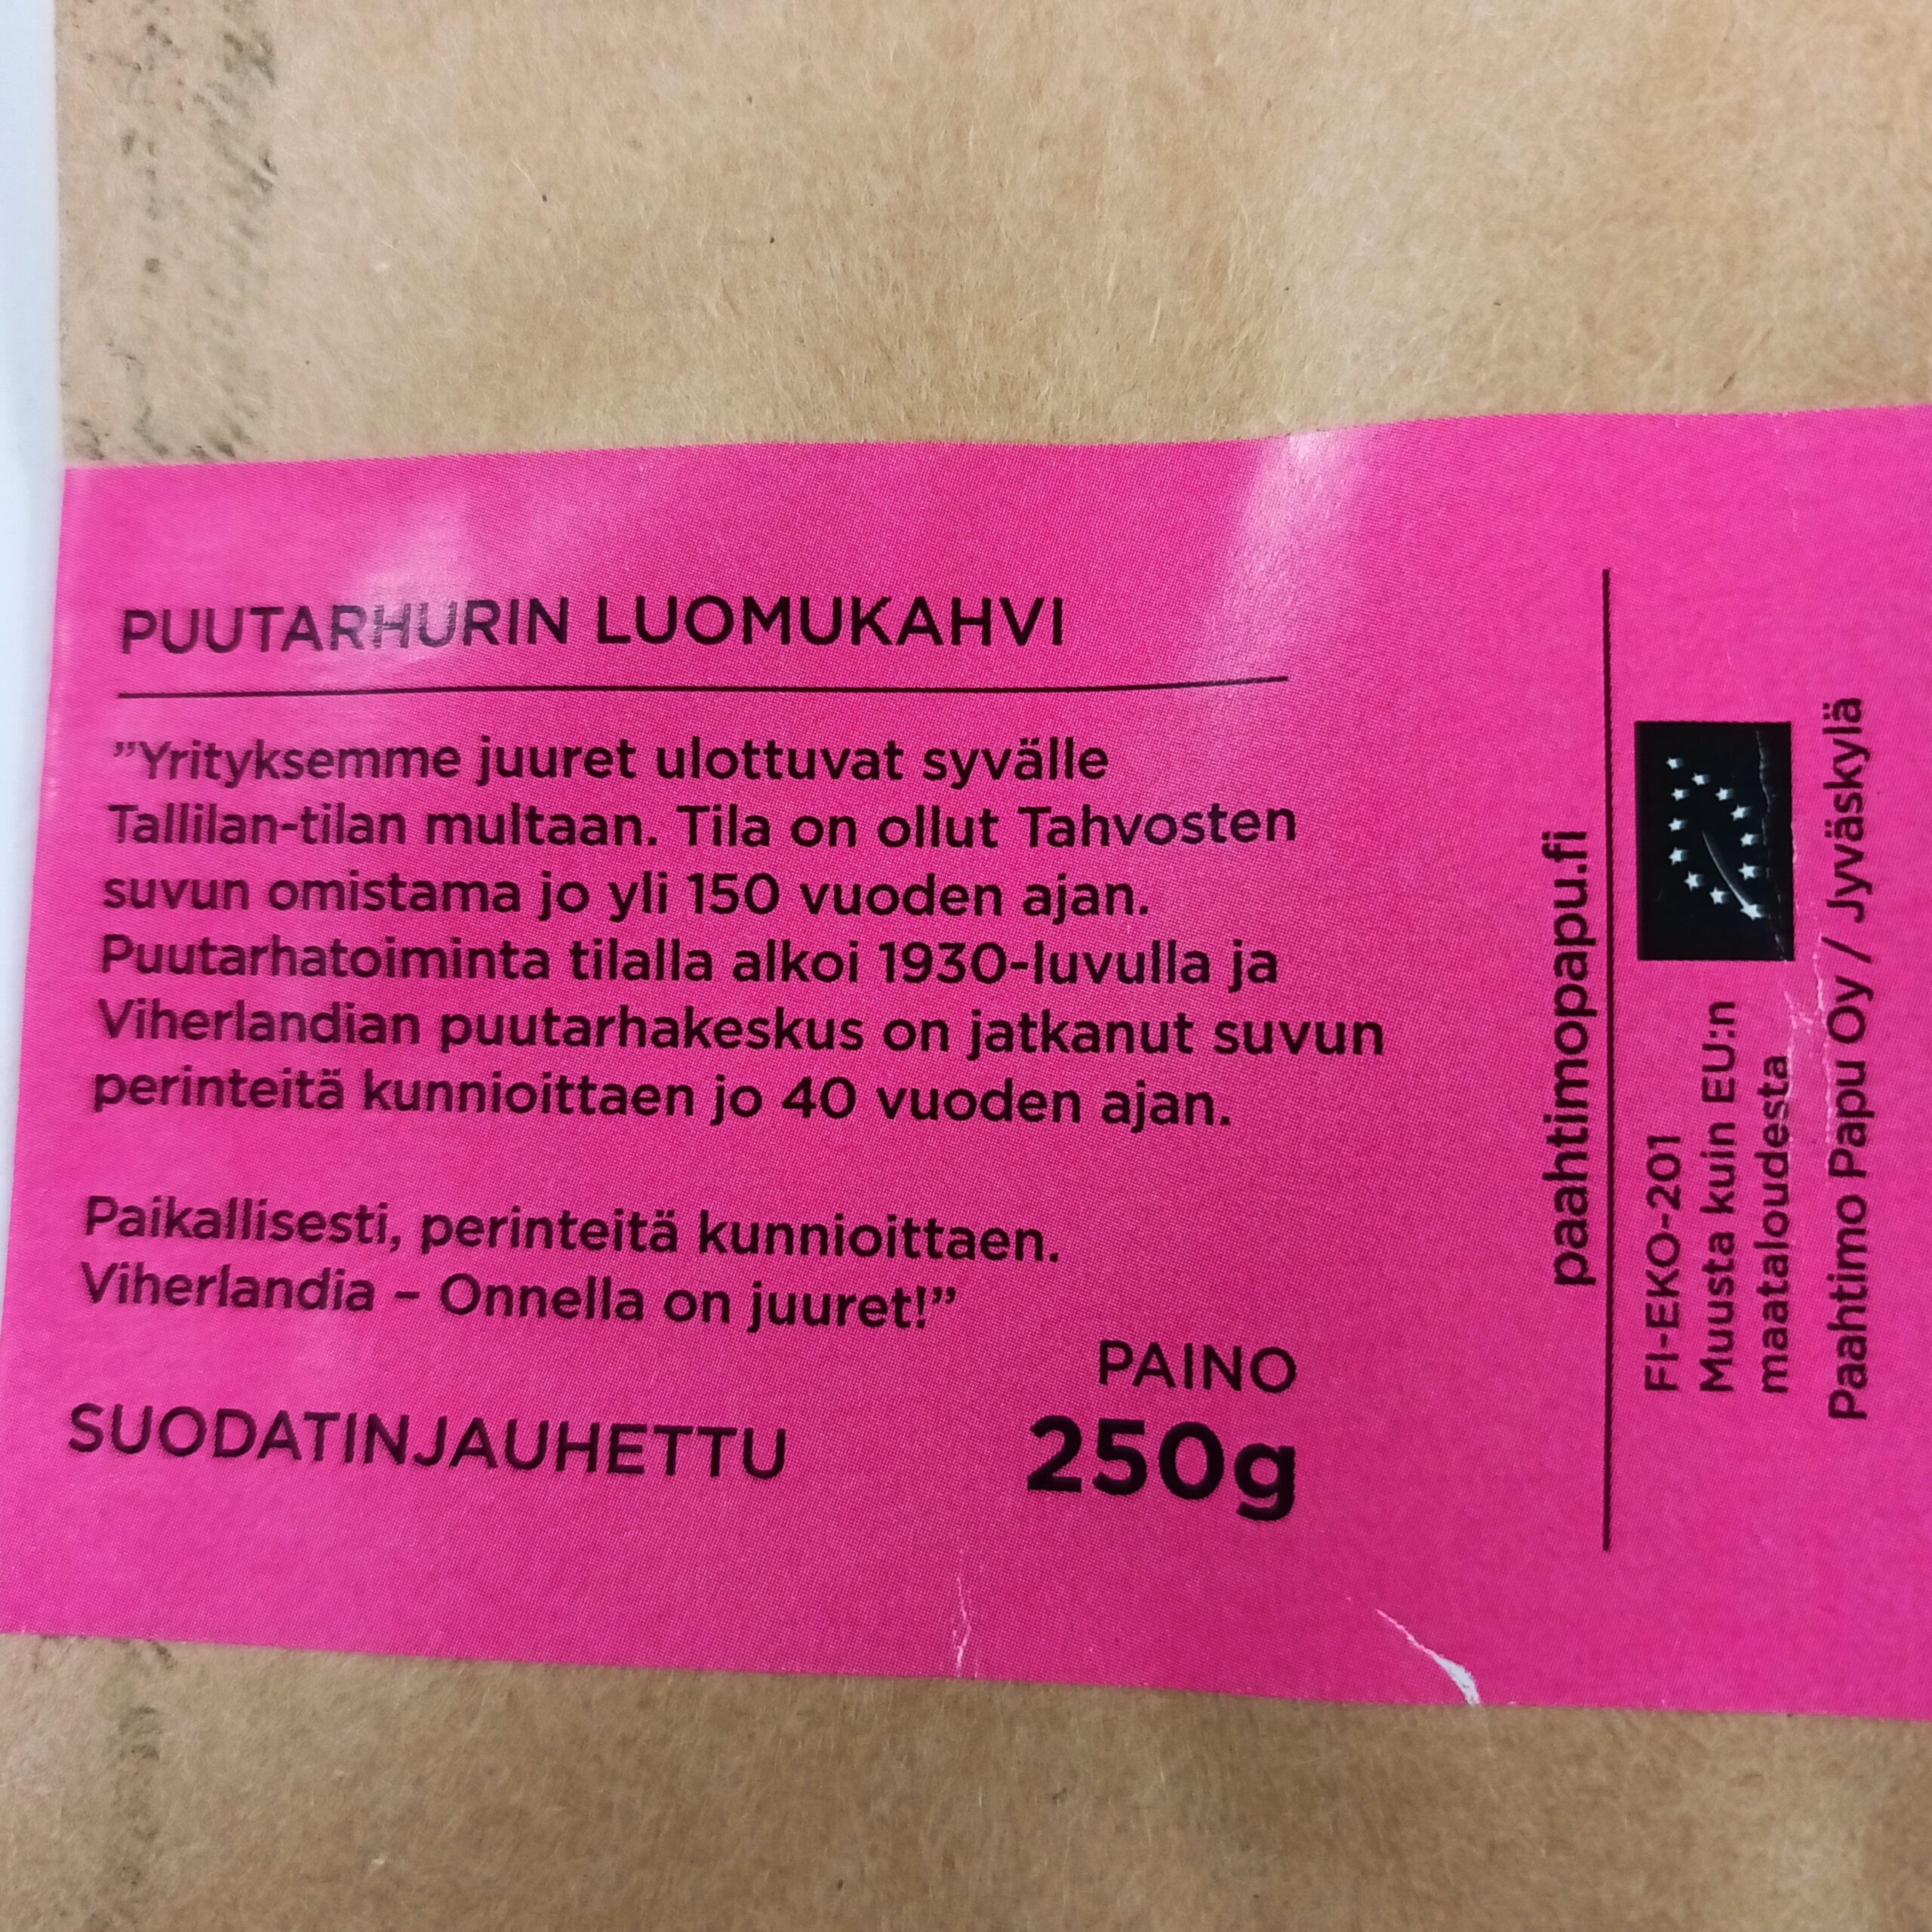 PUUTARHURIN LUOMUKAHVI
”Yrityksemme juuret ulottuvat syvälle
Tallilan-tilan multaan. Tila on ollut Tahvosten
suvun omistama jo yli 150 vuoden ajan.
Puutarhatoiminta tilalla alkoi 1930-luvulla ja
Viherlandian puutarhakeskus on jatkanut suvun
perinteitä kunnioittaen jo 40 vuoden ajan.
Paikallisesti, perinteitä kunnioittaen.
Viherlandia – Onnella on juuret!”
SUODATINJAUHETTU
PAINO
250g
paahtimopapu.fi
FI-EKO-201
Muusta kuin EU:n
maataloudesta
Paahtimo Papu Oy / Jyväskylä